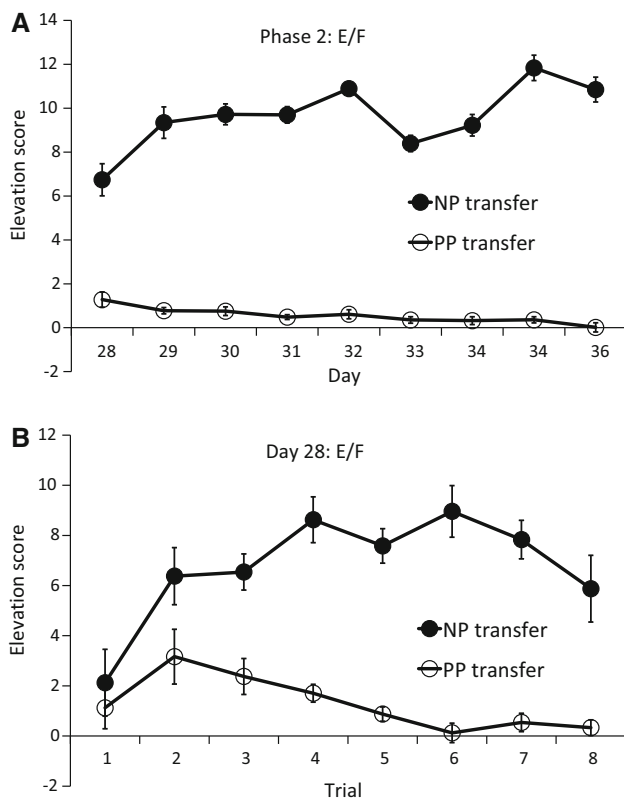 A
Phase 2: E/F
14
12
10
8
6
4
2
0
-2
Elevation score
NP transfer
PP transfer
28 29 30 31 32 33 34 34 36
Day
B
Day 28: E/F
12
10
8
6
4
2
0
-2
Elevation score
NP transfer
PP transfer
1 2 3 4 5 6 7 8
Trial